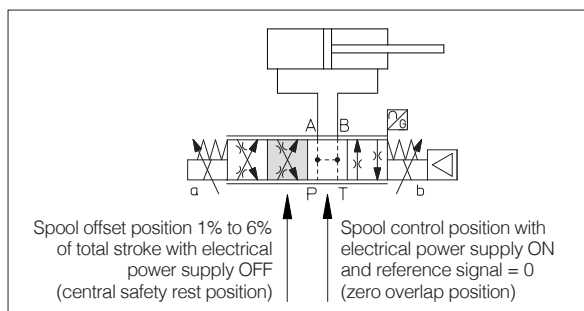 A B
G
a
P T
b
Spool offset position 1% to 6%
of total stroke with electrical
power supply OFF
(central safety rest position)
Spool control position with
electrical power supply ON
and reference signal = 0
(zero overlap position)